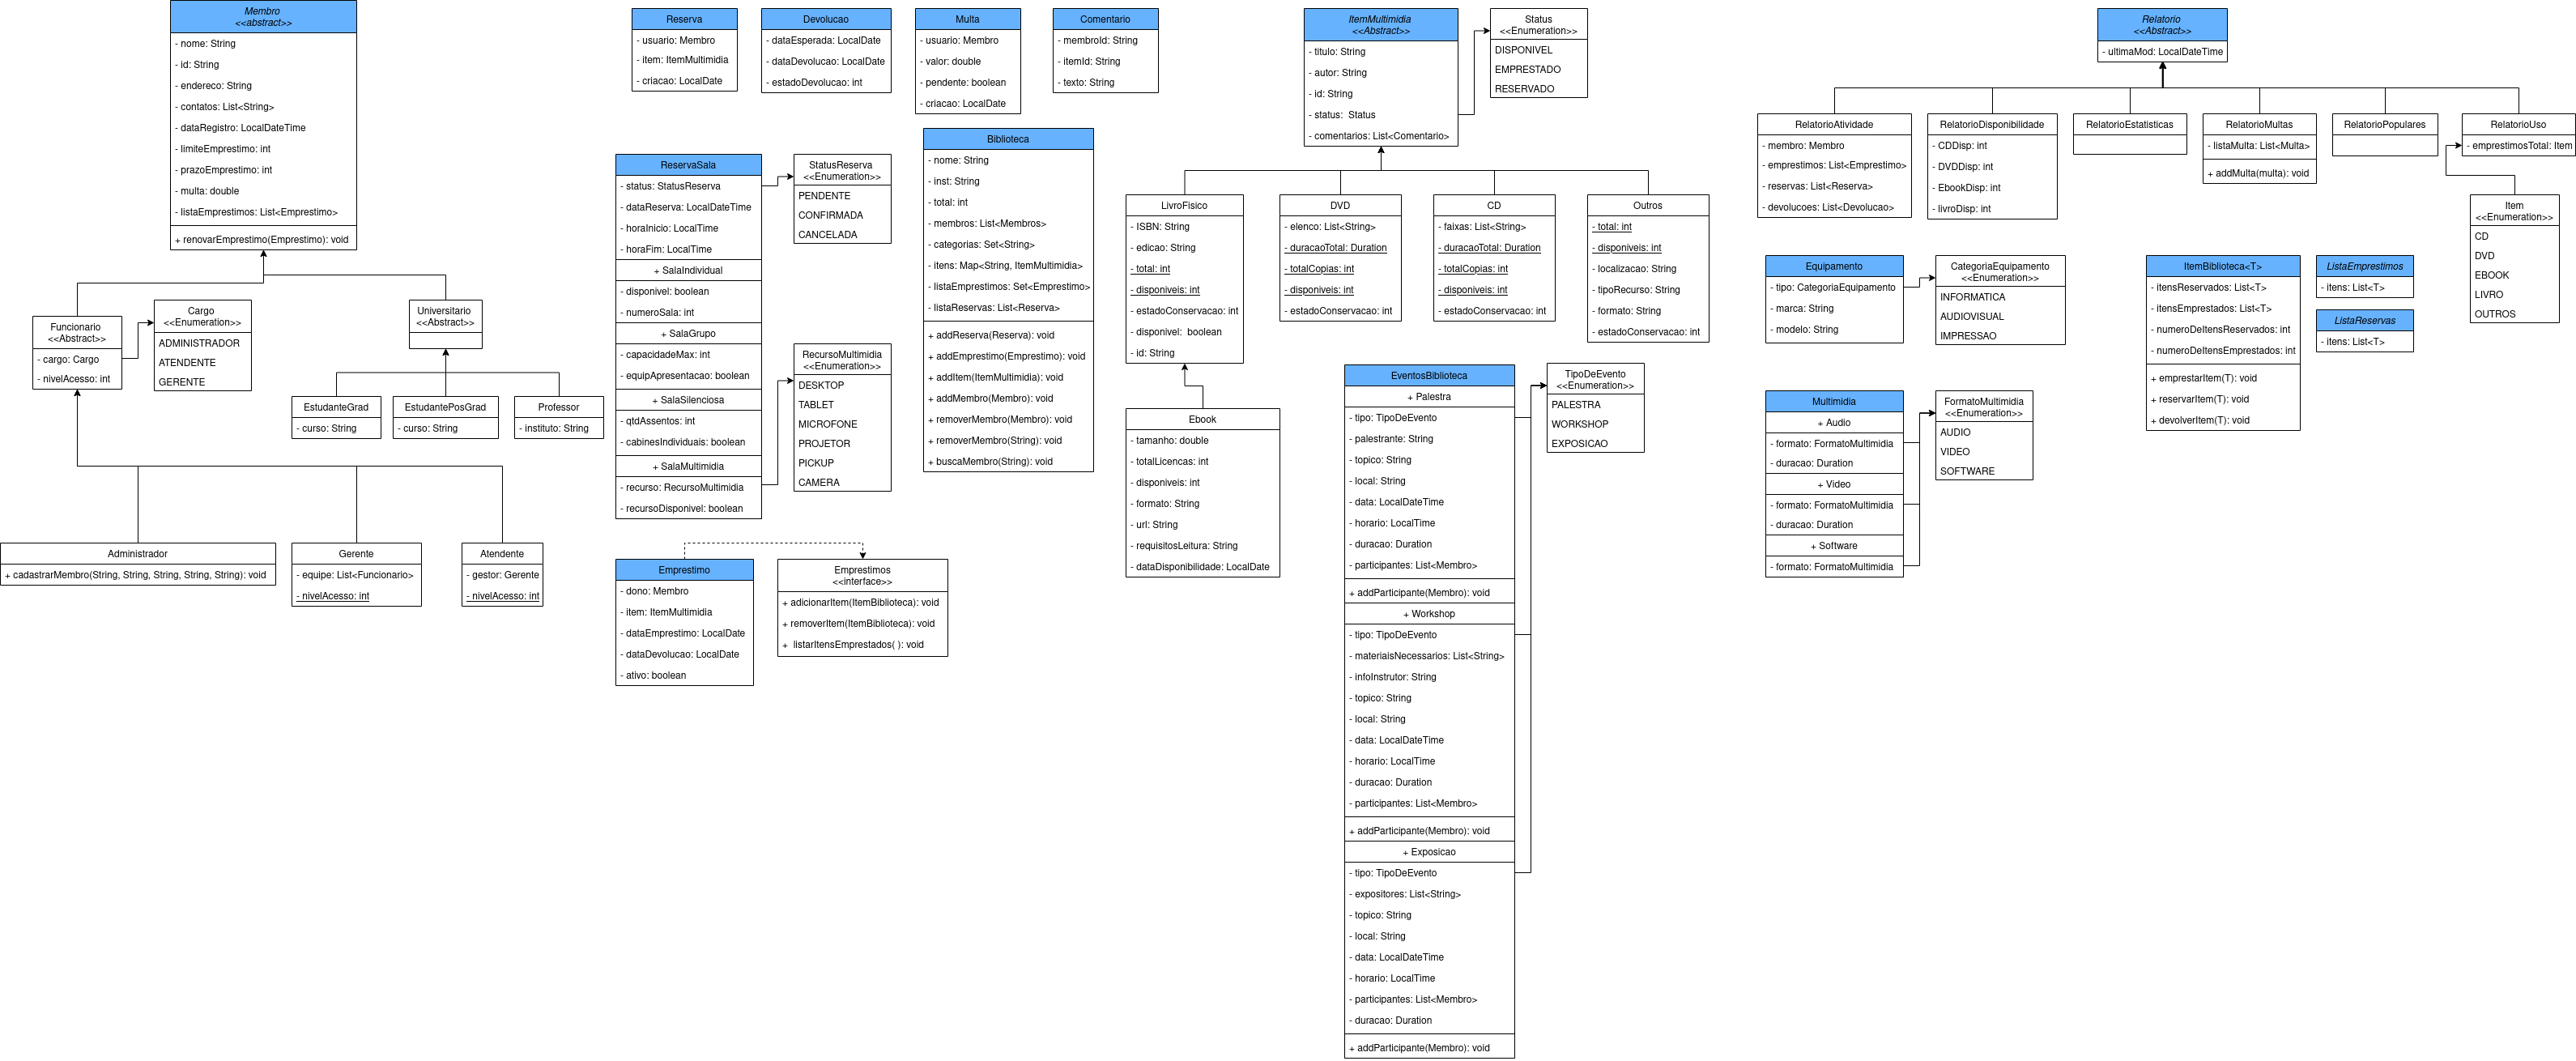 Membro
<<abstract>>
- nome: String
- id: String
- endereco: String
- contatos: List<String>
- dataRegistro: LocalDateTime
- limiteEmprestimo: int
- prazoEmprestimo: int
- multa: double
- listaEmprestimos: List<Emprestimo>
+ renovarEmprestimo(Emprestimo): void
Funcionario
<<Abstract>>
- cargo: Cargo
- nivelAcesso: int
Cargo
<<Enumeration>>
ADMINISTRADOR
ATENDENTE
GERENTE
Universitario
<<Abstract>>
EstudanteGrad
- curso: String
EstudantePosGrad
- curso: String
Professor
- instituto: String
Administrador
+ cadastrarMembro(String, String, String, String, String): void
Gerente
- equipe: List<Funcionario>
- nivelAcesso: int
Atendente
- gestor: Gerente
- nivelAcesso: int
Reserva
- usuario: Membro
- item: ItemMultimidia
- criacao: LocalDate
Devolucao
- dataEsperada: LocalDate
- dataDevolucao: LocalDate
- estadoDevolucao: int
Multa
- usuario: Membro
- valor: double
- pendente: boolean
- criacao: LocalDate
Comentario
- membroId: String
- itemId: String
- texto: String
ReservaSala
- status: StatusReserva
- dataReserva: LocalDateTime
- horaInicio: LocalTime
- horaFim: LocalTime
+ SalaIndividual
- disponivel: boolean
- numeroSala: int
+ SalaGrupo
- capacidadeMax: int
- equipApresentacao: boolean
+ SalaSilenciosa
- qtdAssentos: int
- cabinesIndividuais: boolean
+ SalaMultimidia
- recurso: RecursoMultimidia
- recursoDisponivel: boolean
StatusReserva
<<Enumeration>>
PENDENTE
CONFIRMADA
CANCELADA
RecursoMultimidia
<<Enumeration>>
DESKTOP
TABLET
MICROFONE
PROJETOR
PICKUP
CAMERA
Biblioteca
- nome: String
- inst: String
- total: int
- membros: List<Membros>
- categorias: Set<String>
- itens: Map<String, ItemMultimidia>
- listaEmprestimos: Set<Emprestimo>
- listaReservas: List<Reserva>
+ addReserva(Reserva): void
+ addEmprestimo(Emprestimo): void
+ addItem(ItemMultimidia): void
+ addMembro(Membro): void
+ removerMembro(Membro): void
+ removerMembro(String): void
+ buscaMembro(String): void
Emprestimo
- dono: Membro
- item: ItemMultimidia
- dataEmprestimo: LocalDate
- dataDevolucao: LocalDate
- ativo: boolean
Emprestimos
<<interface>>
+ adicionarItem(ItemBiblioteca): void
+ removerItem(ItemBiblioteca): void
+ listarItensEmprestados( ): void
ItemMultimidia
<<Abstract>>
- titulo: String
- autor: String
- id: String
- status: Status
- comentarios: List<Comentario>
Status
<<Enumeration>>
DISPONIVEL
EMPRESTADO
RESERVADO
LivroFisico
- ISBN: String
- edicao: String
- total: int
- disponiveis: int
- estadoConservacao: int
- disponivel: boolean
- id: String
DVD
- elenco: List<String>
- duracaoTotal: Duration
- totalCopias: int
- disponiveis: int
- estadoConservacao: int
CD
- faixas: List<String>
- duracaoTotal: Duration
- totalCopias: int
- disponiveis: int
- estadoConservacao: int
Outros
- total: int
- disponiveis: int
- localizacao: String
- tipoRecurso: String
- formato: String
- estadoConservacao: int
Ebook
- tamanho: double
- totalLicencas: int
- disponiveis: int
- formato: String
- url: String
- requisitosLeitura: String
- dataDisponibilidade: LocalDate
EventosBiblioteca
+ Palestra
- tipo: TipoDeEvento
- palestrante: String
- topico: String
- local: String
- data: LocalDateTime
- horario: LocalTime
- duracao: Duration
- participantes: List<Membro>
+ addParticipante(Membro): void
+ Workshop
- tipo: TipoDeEvento
- materiaisNecessarios: List<String>
- infoInstrutor: String
- topico: String
- local: String
- data: LocalDateTime
- horario: LocalTime
- duracao: Duration
- participantes: List<Membro>
+ addParticipante(Membro): void
+ Exposicao
- tipo: TipoDeEvento
- expositores: List<String>
- topico: String
- local: String
- data: LocalDateTime
- horario: LocalTime
- participantes: List<Membro>
- duracao: Duration
+ addParticipante(Membro): void
TipoDeEvento
<<Enumeration>>
PALESTRA
WORKSHOP
EXPOSICAO
Relatorio
<<Abstract>>
- ultimaMod: LocalDateTime
RelatorioAtividade
- membro: Membro
- emprestimos: List<Emprestimo>
- reservas: List<Reserva>
- devolucoes: List<Devolucao>
RelatorioDisponibilidade
- CDDisp: int
- DVDDisp: int
- EbookDisp: int
- livroDisp: int
RelatorioEstatisticas
RelatorioMultas
- listaMulta: List<Multa>
+ addMulta(multa): void
RelatorioPopulares
RelatorioUso
- emprestimosTotal: Item
Item
<<Enumeration>>
CD
DVD
EBOOK
LIVRO
OUTROS
Equipamento
- tipo: CategoriaEquipamento
- marca: String
- modelo: String
CategoriaEquipamento
<<Enumeration>>
INFORMATICA
AUDIOVISUAL
IMPRESSAO
Multimidia
+ Audio
- formato: FormatoMultimidia
- duracao: Duration
+ Video
- formato: FormatoMultimidia
- duracao: Duration
+ Software
- formato: FormatoMultimidia
FormatoMultimidia
<<Enumeration>>
AUDIO
VIDEO
SOFTWARE
ItemBiblioteca<T>
- itensReservados: List<T>
- itensEmprestados: List<T>
- numeroDeItensReservados: int
- numeroDeItensEmprestados: int
+ emprestarItem(T): void
+ reservarItem(T): void
+ devolverItem(T): void
ListaEmprestimos
- itens: List<T>
ListaReservas
- itens: List<T>